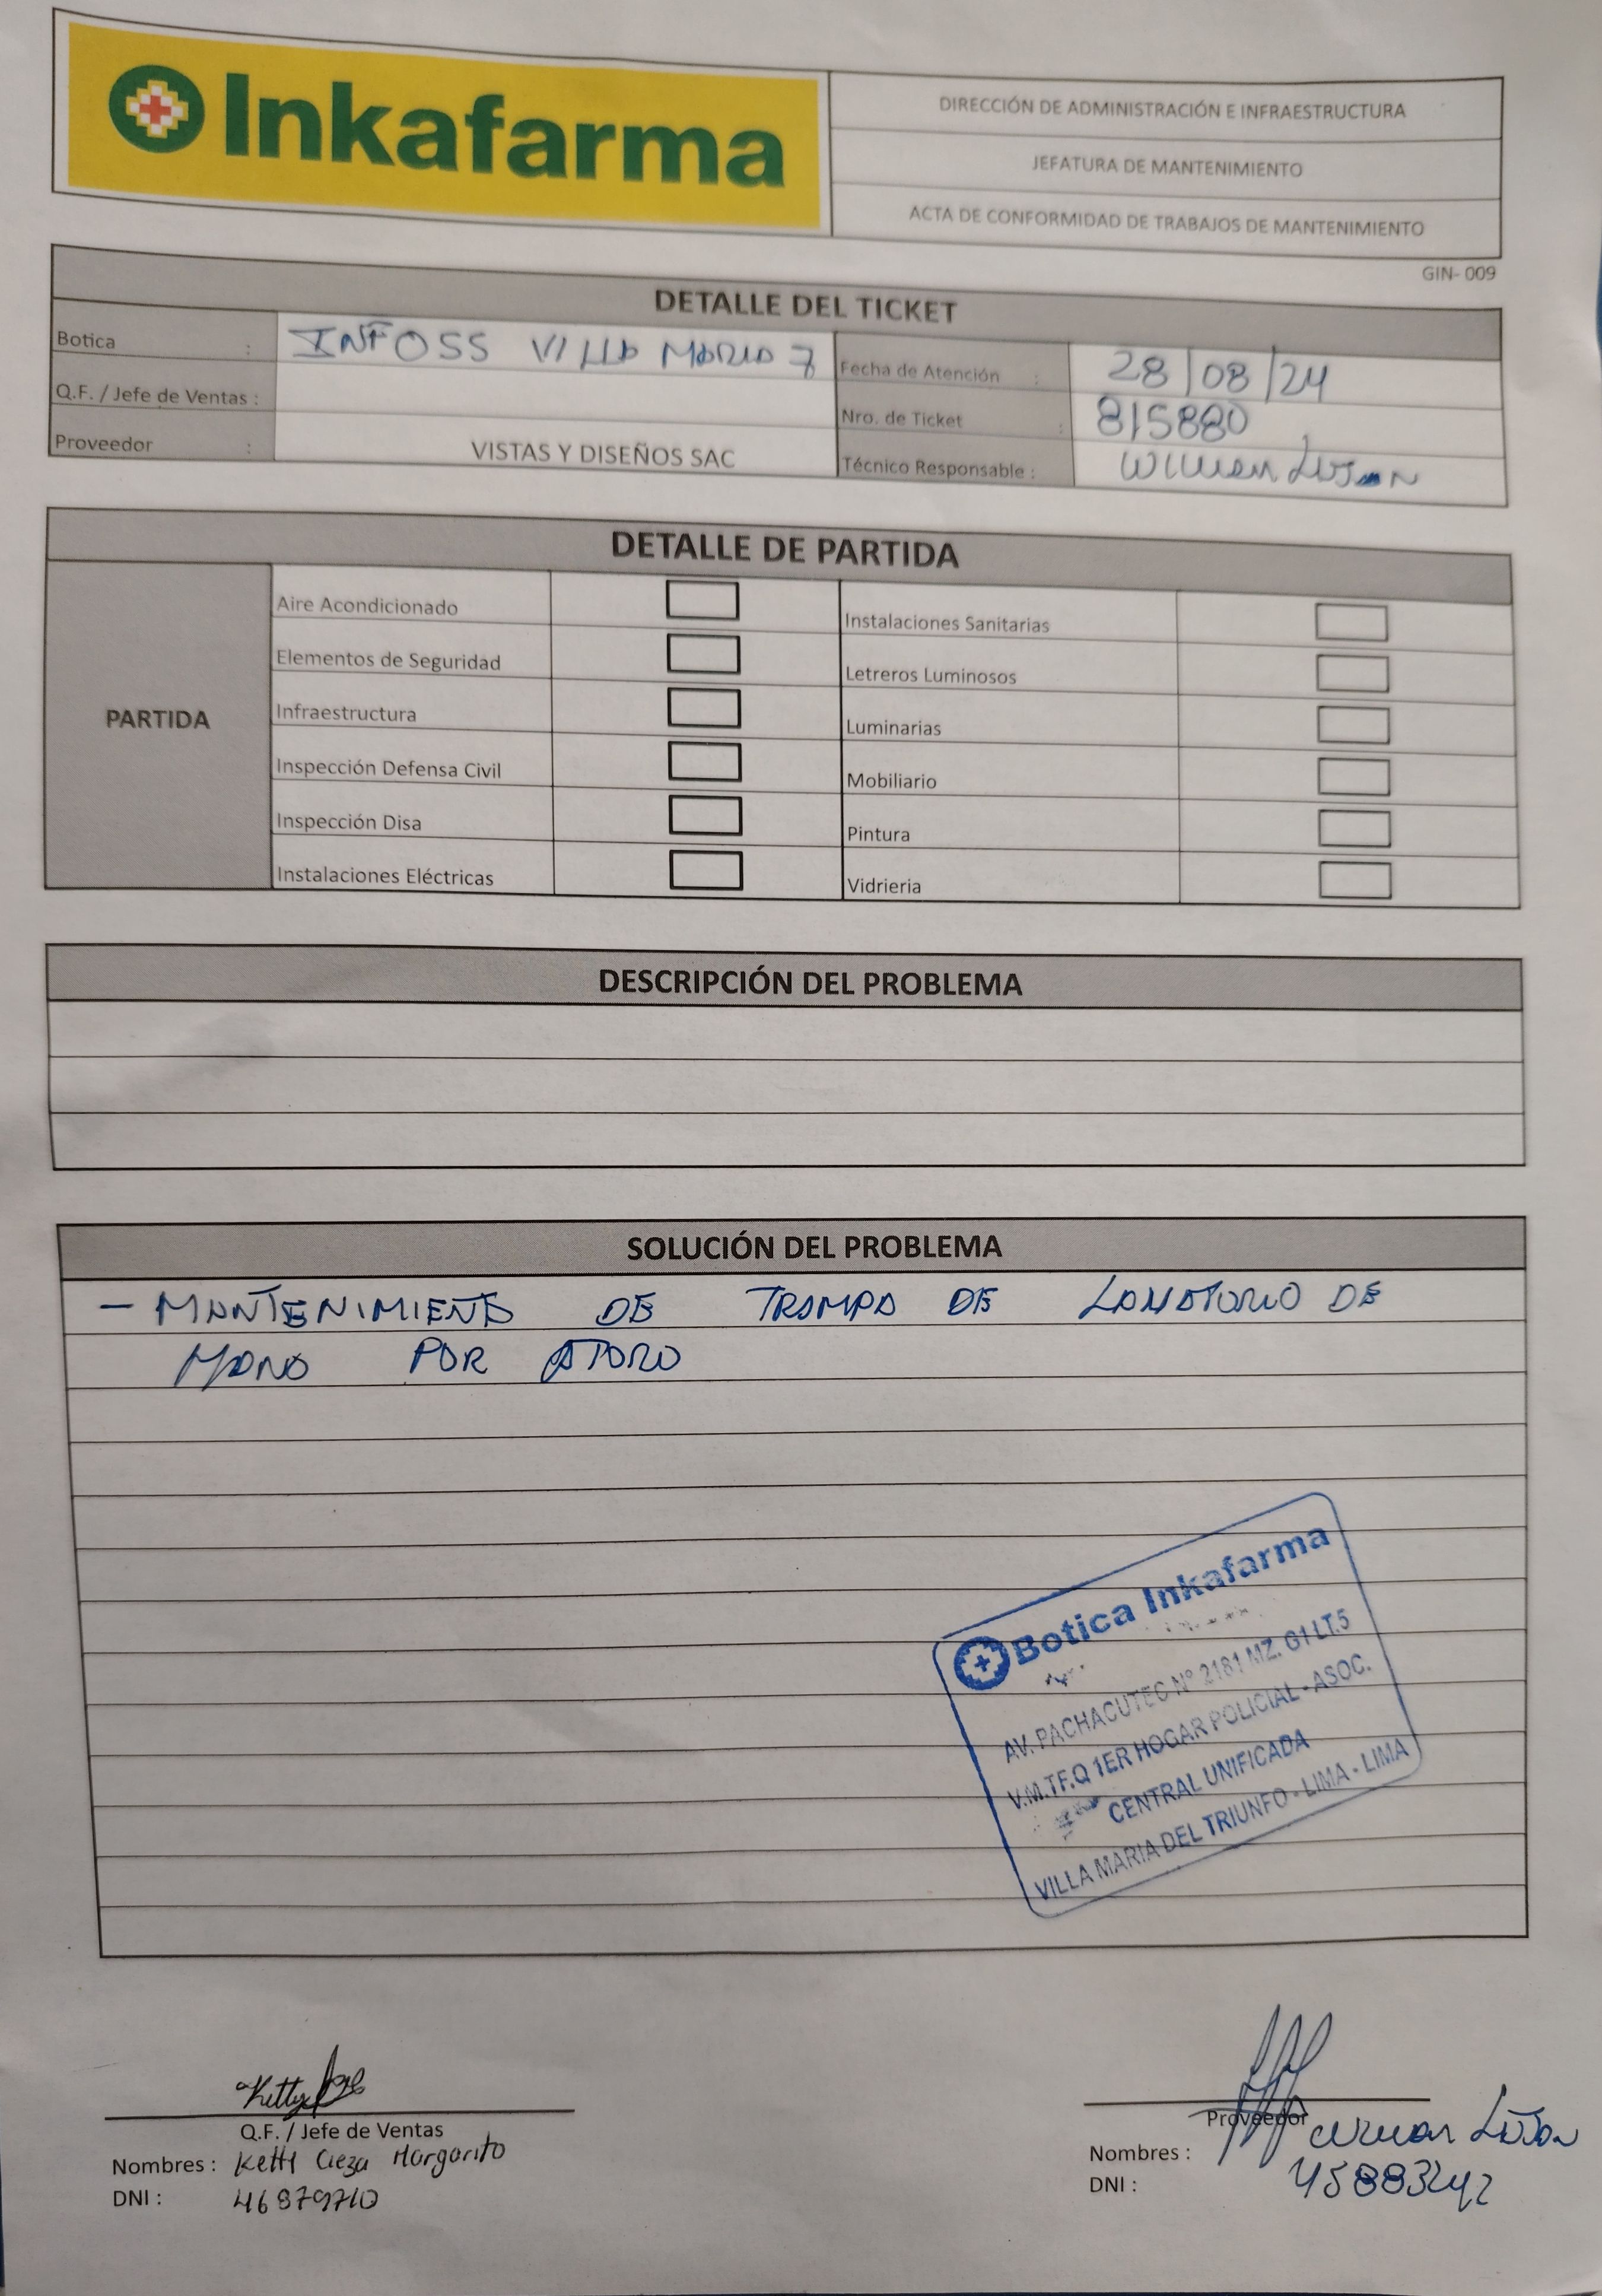 Inkafarma
DIRECCIÓN DE ADMINISTRACIÓN E INFRAESTRUCTURA
JEFATURA DE MANTENIMIENTO
ACTA DE CONFORMIDAD DE TRABAJOS DE MANTENIMIENTO
GIN- 009
DETALLE DEL TICKET
Botica : INFOSS VILLA MARIA 7
Fecha de Atención : 28/08/24
Q.F. / Jefe de Ventas :
Nro. de Ticket : 815880
Proveedor : VISTAS Y DISEÑOS SAC
Técnico Responsable : Wilman Lujan
DETALLE DE PARTIDA
PARTIDA
Aire Acondicionado
Instalaciones Sanitarias
Elementos de Seguridad
Letreros Luminosos
Infraestructura
Luminarias
Inspección Defensa Civil
Mobiliario
Inspección Disa
Pintura
Instalaciones Eléctricas
Vidrieria
DESCRIPCIÓN DEL PROBLEMA
SOLUCIÓN DEL PROBLEMA
- MANTENIMIENTO DE TRAMPA DE LAVATORIO DE
MANO POR ATORO
Botica Inkafarma
AV. PACHACUTEC N° 2181 MZ. G1 LT.5
V.M.T F.Q 1ER HOGAR POLICIAL - ASOC.
CENTRAL UNIFICADA
VILLA MARIA DEL TRIUNFO - LIMA - LIMA
Ketty
Q.F. / Jefe de Ventas
Nombres : Ketti Cieza Margarito
DNI : 46879710
Proveedor
Nombres : Wilman Lujan
DNI : 45883242